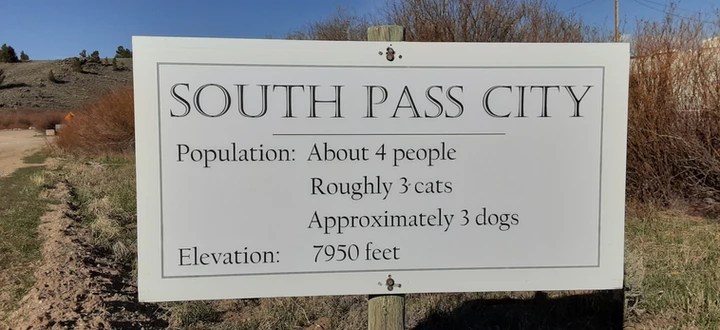 SOUTH PASS CITY
Population: About 4 people
Roughly 3 cats
Approximately 3 dogs
Elevation: 7950 feet